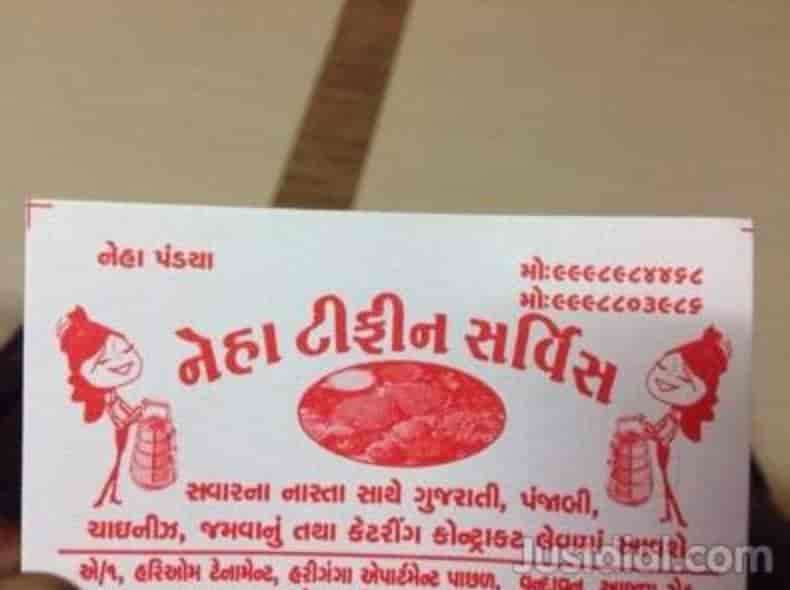 નેહા પંડયા
મોઃ૯૯૯૮૯૮૪૪૬૮
મોઃ૯૯૯૮૮૦૩૯૮૬
નેહા ટીફીન સર્વિસ
સવારના નાસ્તા સાથે ગુજરાતી, પંજાબી,
ચાઇનીઝ, જમવાનું તથા કેટરીંગ કોન્ટ્રાકટ લેવામાં આવશે
એ/૧, હરિઓમ ટેનામેન્ટ, હરીગંગા એપાર્ટમેન્ટ પાછળ,
Justdial.com